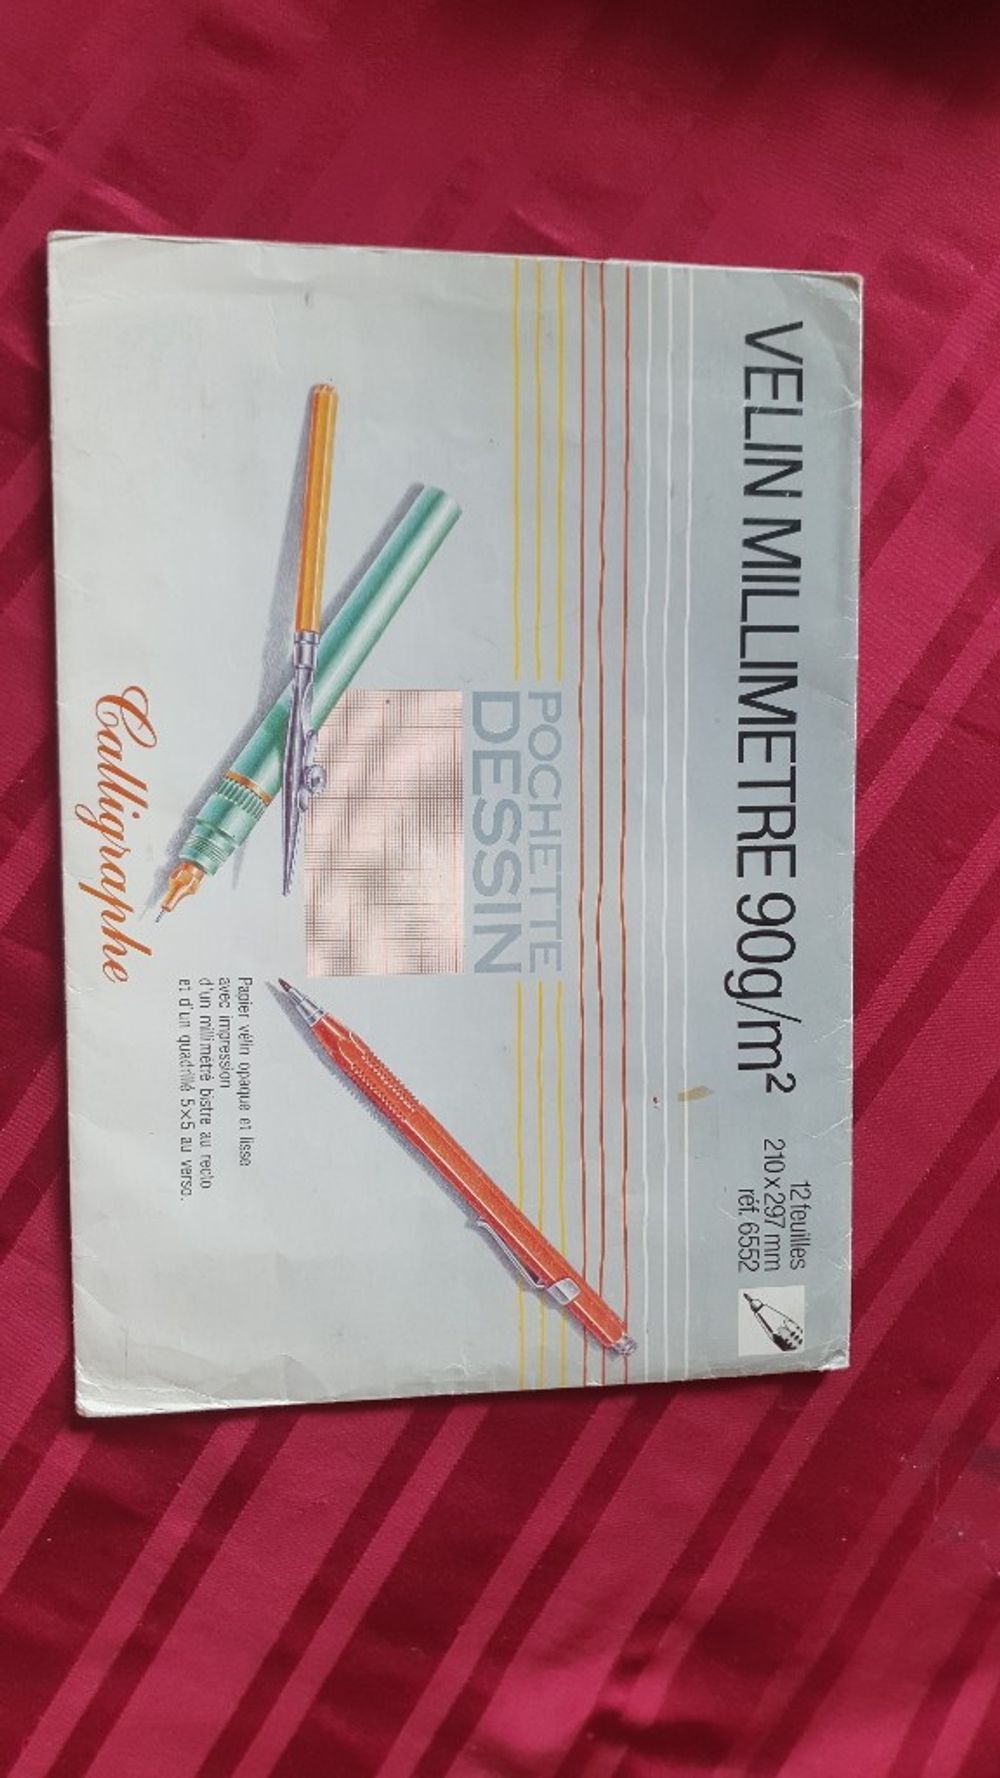 VELIN MILLIMETRE 90g/m²
12 feuilles
210 x 297 mm
réf. 6552
POCHETTE
DESSIN
Papier vélin opaque et lisse
avec impression
d'un millimétré bistre au recto
et d'un quadrillé 5x5 au verso.
Calligraphe